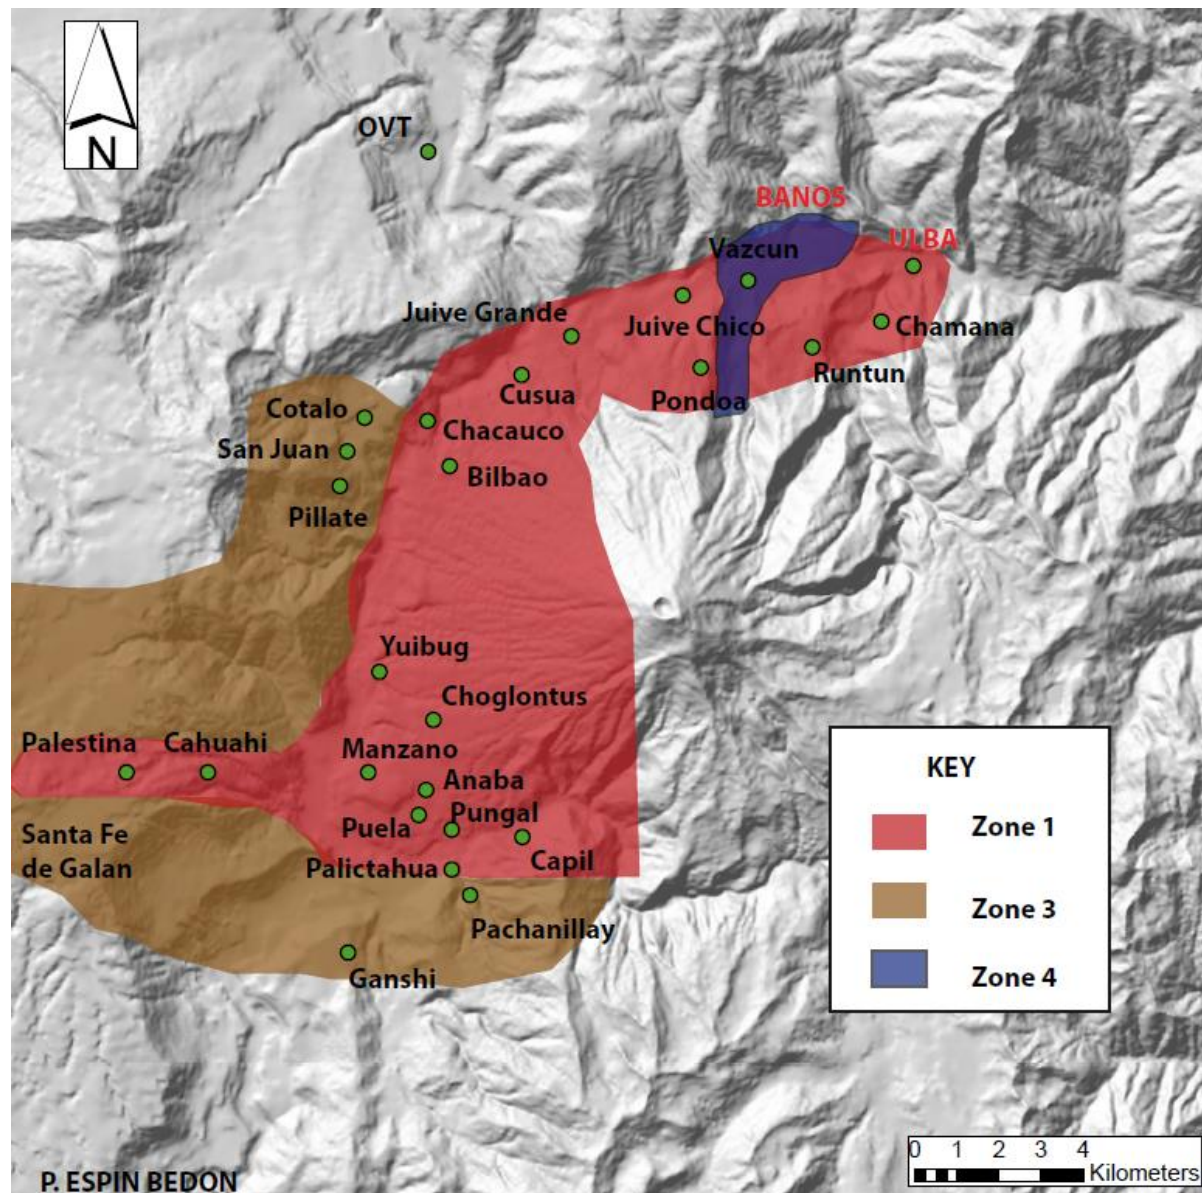 N
OVT
BANOS
ULBA
Vazcun
Juive Grande
Juive Chico
Chamana
Runtun
Cusua
Pondoa
Cotalo
Chacauco
San Juan
Bilbao
Pillate
Yuibug
Choglontus
Palestina
Cahuahi
Manzano
Anaba
Pungal
Puela
Santa Fe
de Galan
Capil
Palictahua
Pachanillay
Ganshi
KEY
Zone 1
Zone 3
Zone 4
0 1 2 3 4
Kilometers
P. ESPIN BEDON